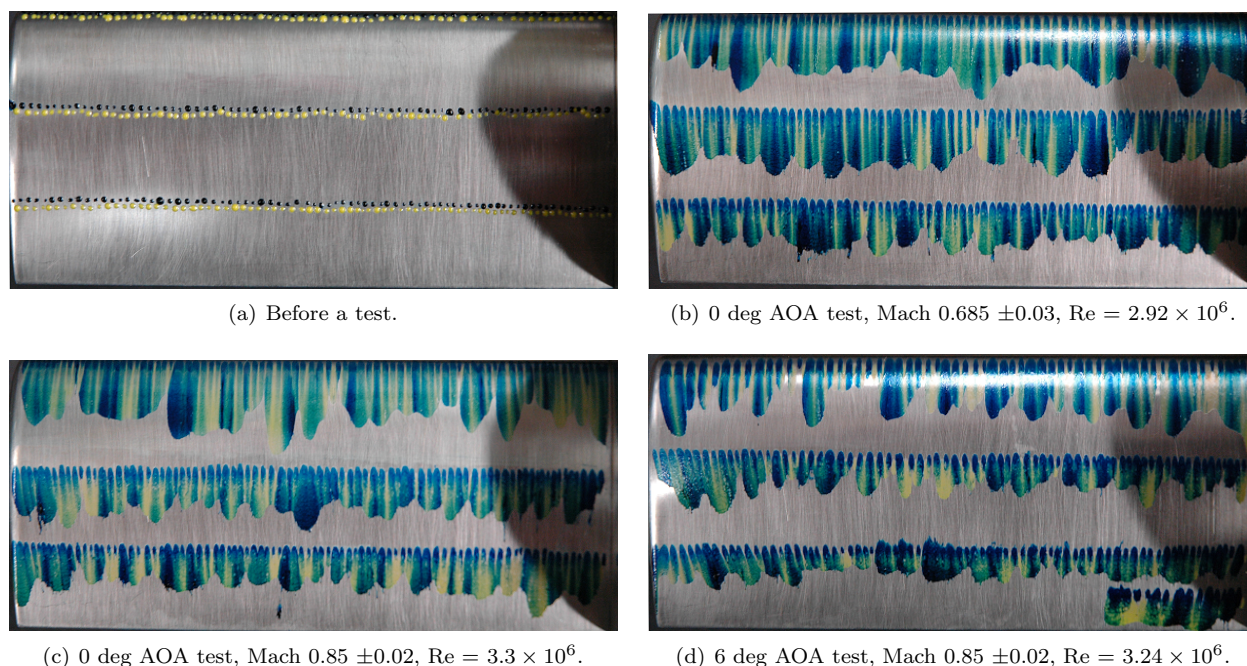 (a) Before a test.
(b) 0 deg AOA test, Mach 0.685 ±0.03, Re = 2.92 × 10⁶.
(c) 0 deg AOA test, Mach 0.85 ±0.02, Re = 3.3 × 10⁶.
(d) 6 deg AOA test, Mach 0.85 ±0.02, Re = 3.24 × 10⁶.